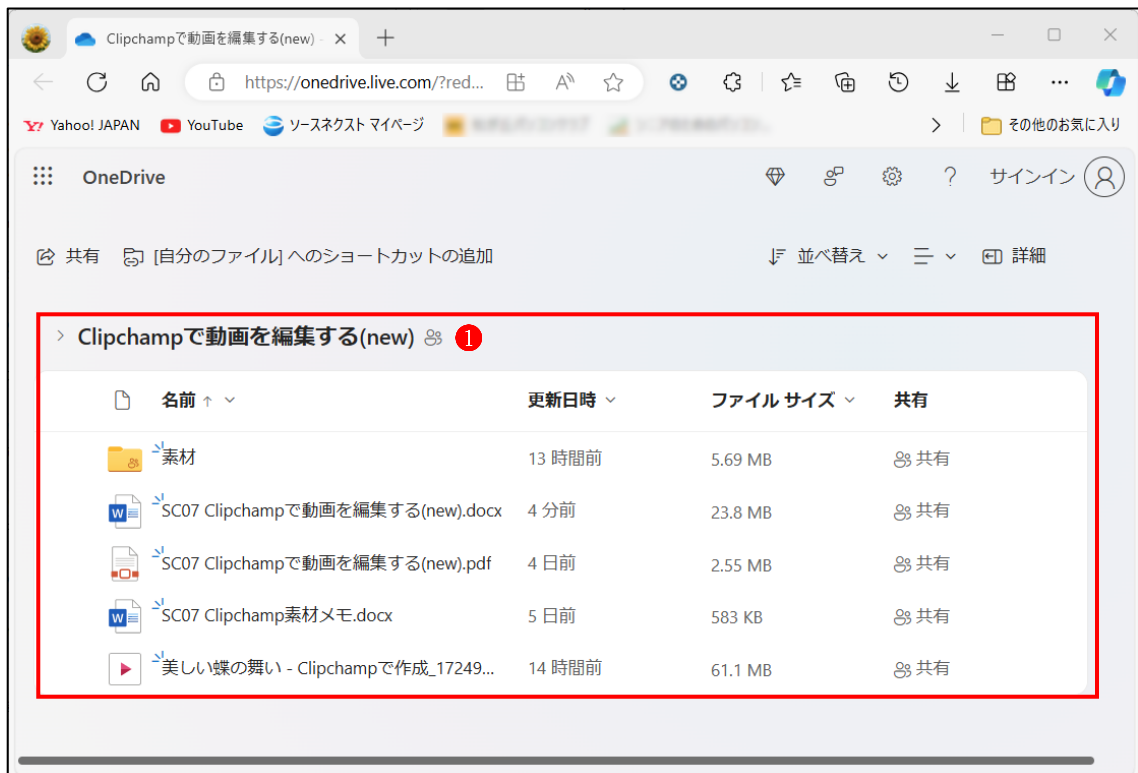 Clipchampで動画を編集する(new) -
https://onedrive.live.com/?red...
Yahoo! JAPAN YouTube ソースネクスト マイページ その他のお気に入り
OneDrive サインイン
共有 [自分のファイル] へのショートカットの追加 並べ替え 詳細
Clipchampで動画を編集する(new) 1
名前 更新日時 ファイル サイズ 共有
素材 13 時間前 5.69 MB 共有
SC07 Clipchampで動画を編集する(new).docx 4 分前 23.8 MB 共有
SC07 Clipchampで動画を編集する(new).pdf 4 日前 2.55 MB 共有
SC07 Clipchamp素材メモ.docx 5 日前 583 KB 共有
美しい蝶の舞い - Clipchampで作成_17249... 14 時間前 61.1 MB 共有